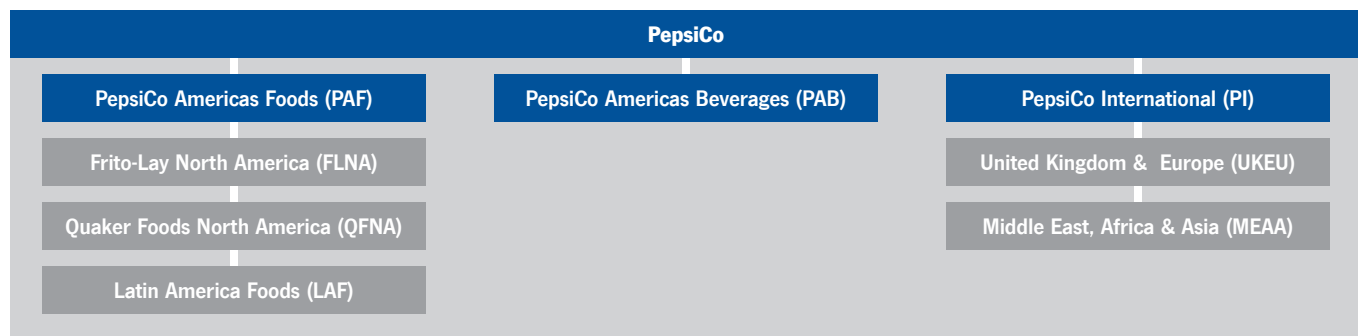 PepsiCo
PepsiCo Americas Foods (PAF)
PepsiCo Americas Beverages (PAB)
PepsiCo International (PI)
Frito-Lay North America (FLNA)
United Kingdom & Europe (UKEU)
Quaker Foods North America (QFNA)
Middle East, Africa & Asia (MEAA)
Latin America Foods (LAF)